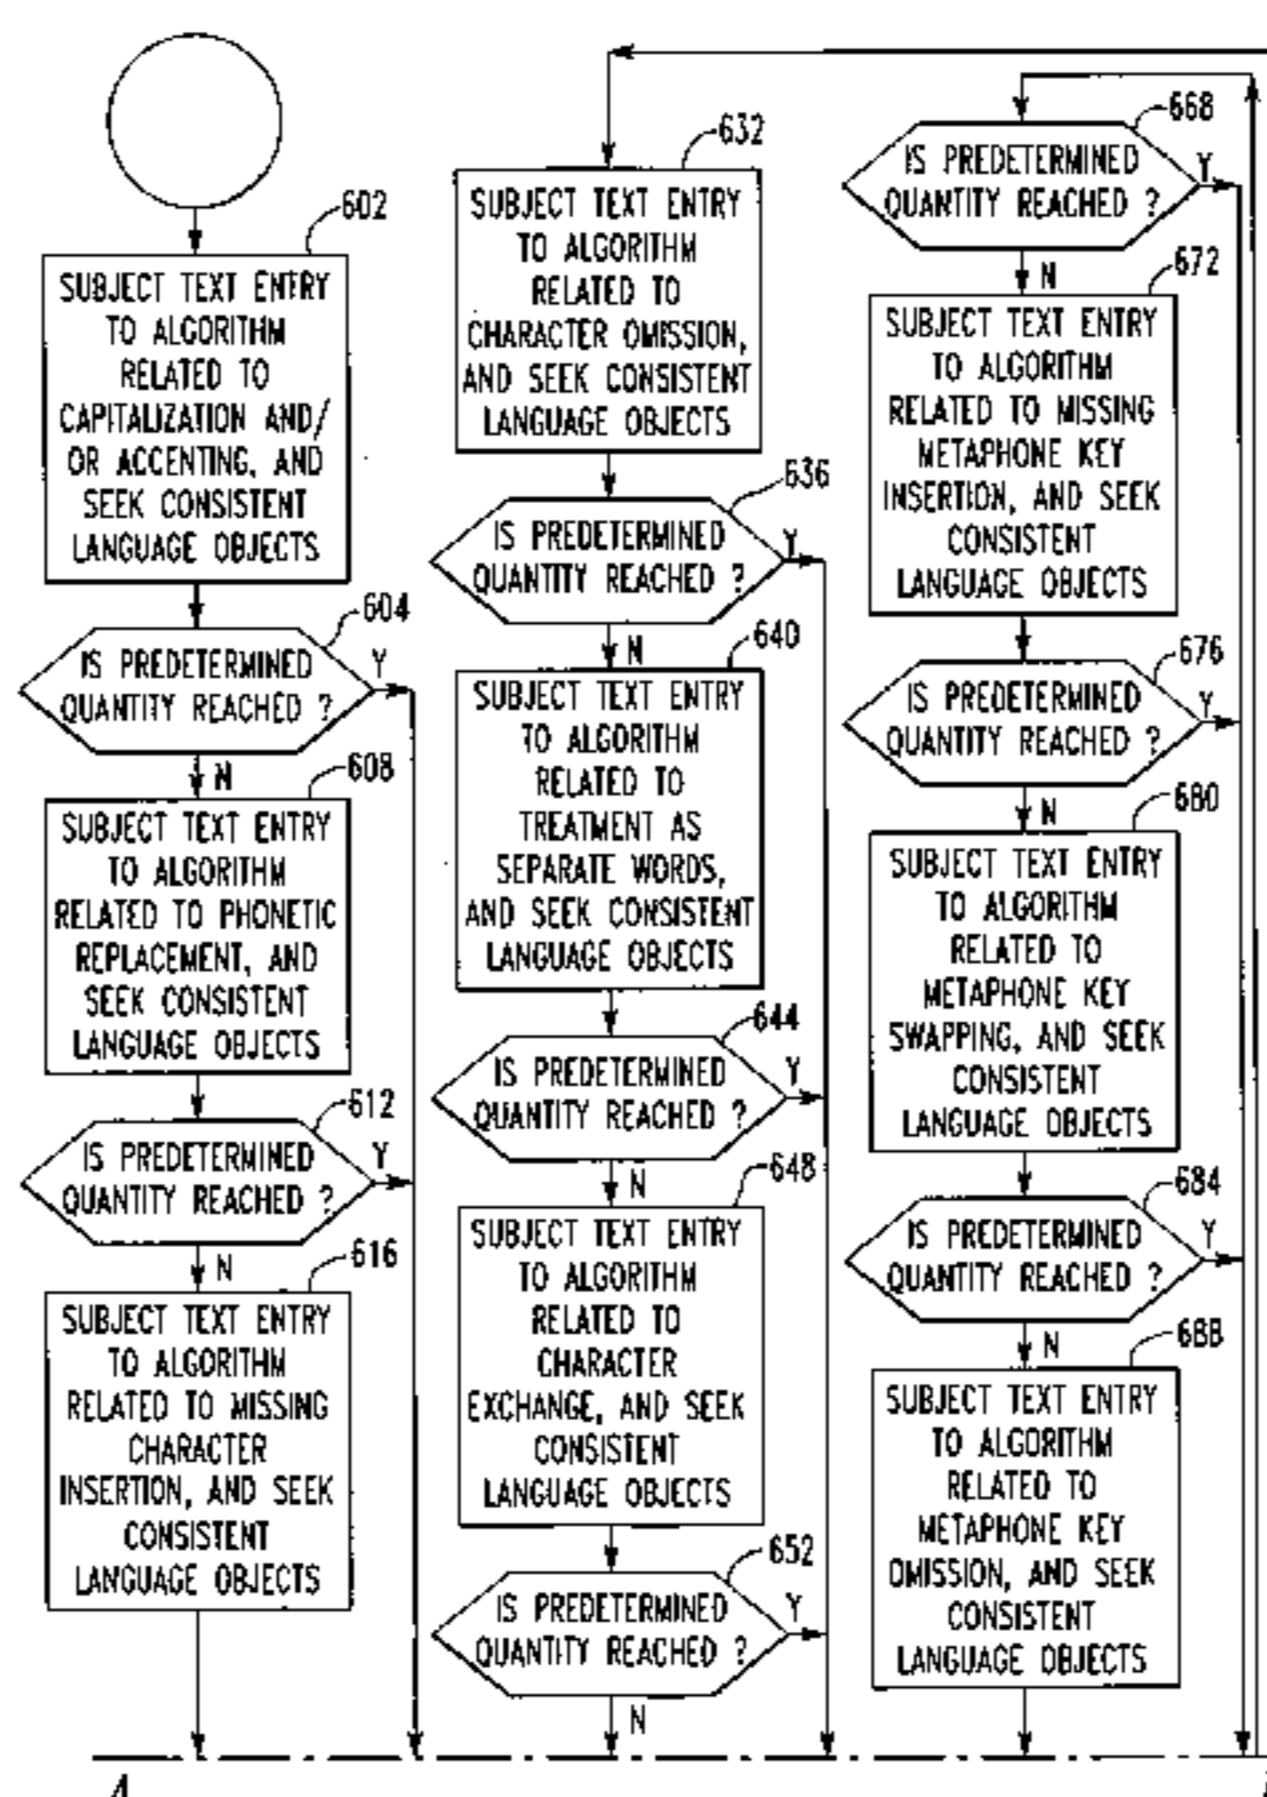 602
SUBJECT TEXT ENTRY
TO ALGORITHM
RELATED TO
CAPITALIZATION AND/
OR ACCENTING, AND
SEEK CONSISTENT
LANGUAGE OBJECTS
604
IS PREDETERMINED
QUANTITY REACHED ?
Y
N
608
SUBJECT TEXT ENTRY
TO ALGORITHM
RELATED TO PHONETIC
REPLACEMENT, AND
SEEK CONSISTENT
LANGUAGE OBJECTS
612
IS PREDETERMINED
QUANTITY REACHED ?
Y
N
616
SUBJECT TEXT ENTRY
TO ALGORITHM
RELATED TO MISSING
CHARACTER
INSERTION, AND SEEK
CONSISTENT
LANGUAGE OBJECTS
632
SUBJECT TEXT ENTRY
TO ALGORITHM
RELATED TO
CHARACTER OMISSION,
AND SEEK CONSISTENT
LANGUAGE OBJECTS
636
IS PREDETERMINED
QUANTITY REACHED ?
Y
N
640
SUBJECT TEXT ENTRY
TO ALGORITHM
RELATED TO
TREATMENT AS
SEPARATE WORDS,
AND SEEK CONSISTENT
LANGUAGE OBJECTS
644
IS PREDETERMINED
QUANTITY REACHED ?
Y
N
648
SUBJECT TEXT ENTRY
TO ALGORITHM
RELATED TO
CHARACTER
EXCHANGE, AND SEEK
CONSISTENT
LANGUAGE OBJECTS
652
IS PREDETERMINED
QUANTITY REACHED ?
Y
N
668
IS PREDETERMINED
QUANTITY REACHED ?
Y
N
672
SUBJECT TEXT ENTRY
TO ALGORITHM
RELATED TO MISSING
METAPHONE KEY
INSERTION, AND SEEK
CONSISTENT
LANGUAGE OBJECTS
676
IS PREDETERMINED
QUANTITY REACHED ?
Y
N
680
SUBJECT TEXT ENTRY
TO ALGORITHM
RELATED TO
METAPHONE KEY
SWAPPING, AND SEEK
CONSISTENT
LANGUAGE OBJECTS
684
IS PREDETERMINED
QUANTITY REACHED ?
Y
N
688
SUBJECT TEXT ENTRY
TO ALGORITHM
RELATED TO
METAPHONE KEY
OMISSION, AND SEEK
CONSISTENT
LANGUAGE OBJECTS
A